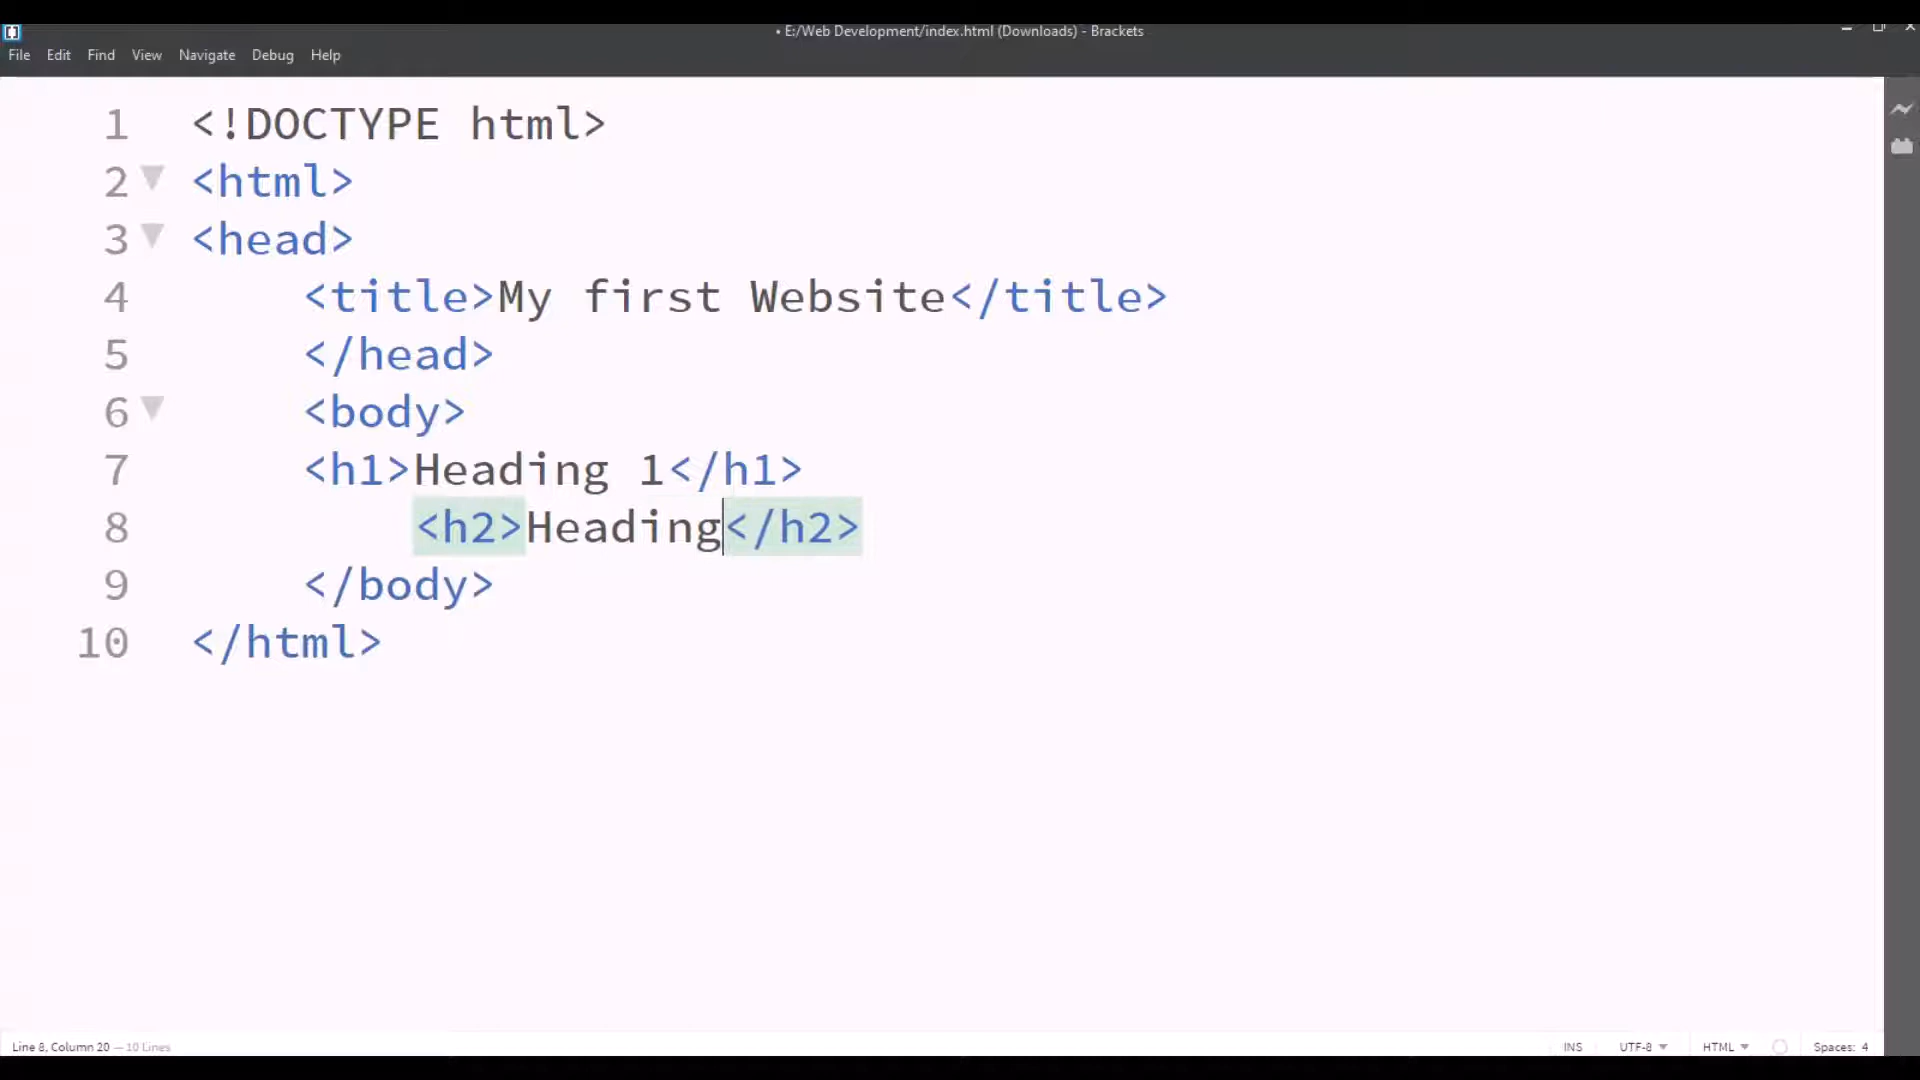 • E:/Web Development/index.html (Downloads) - Brackets
File Edit Find View Navigate Debug Help
1 <!DOCTYPE html>
2 <html>
3 <head>
4 <title>My first Website</title>
5 </head>
6 <body>
7 <h1>Heading 1</h1>
8 <h2>Heading</h2>
9 </body>
10 </html>
Line 8, Column 20 — 10 Lines INS UTF-8 HTML Spaces: 4